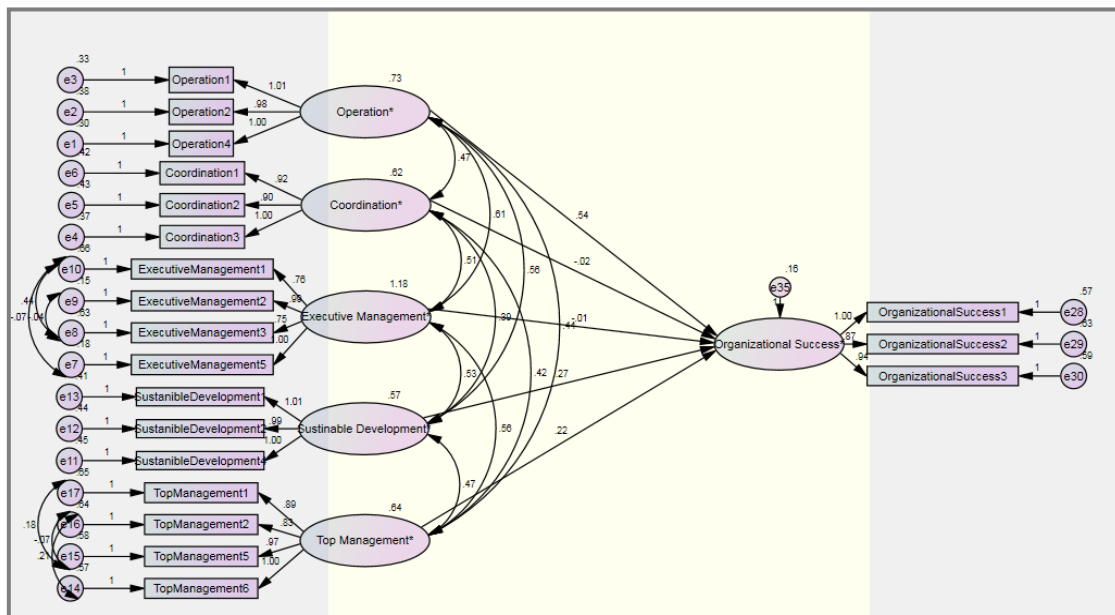 .33
e3 1 Operation1
.73
.38
1.01
e2 1 Operation2 .98 Operation*
.30
1.00
e1 1 Operation4
.42
.47
e6 1 Coordination1 .92 .62
.43
e5 1 Coordination2 .90 Coordination*
.37
1.00 .61 .54
e4 1 Coordination3
.66
.51 .56 -.02
e10 1 ExecutiveManagement1 .76 .16
.15
1.18 e35 .57
.44 e9 1 ExecutiveManagement2 .99 1 1.00 OrganizationalSuccess1 1 e28
-.07 -.04 .63
.75 Executive Management* .39 .44 -.01 .63
e8 1 ExecutiveManagement3 1.00 Organizational Success* .87 OrganizationalSuccess2 1 e29
.18
.94 .59
e7 1 ExecutiveManagement5 .53 .42 .27 OrganizationalSuccess3 1 e30
.41
.57
e13 1 SustanibleDevelopment1 1.01
.44
e12 1 SustanibleDevelopment2 .99 Sustinable Development* .56 .22
.45
1.00
e11 1 SustanibleDevelopment4
.65
.47
e17 1 TopManagement1 .89
.64
.64
.18 e16 1 TopManagement2 .83
-.07 .58
Top Management*
.21 e15 1 TopManagement5 .97
.57
1.00
e14 1 TopManagement6